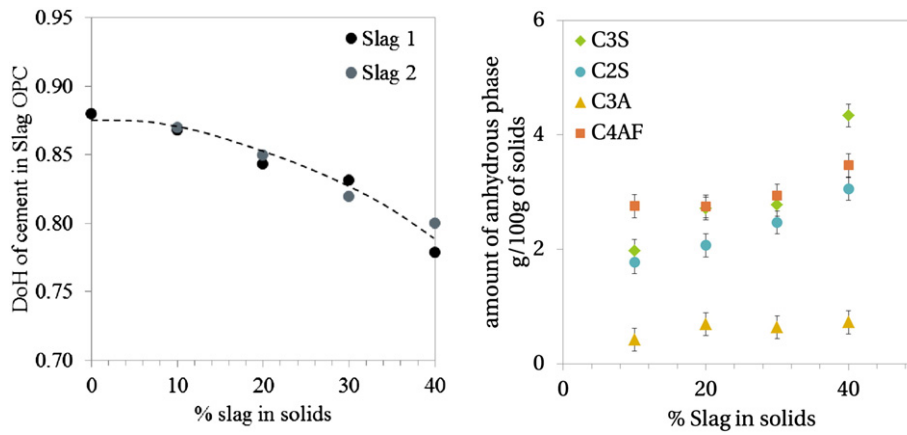 DoH of cement in Slag OPC
0.95
0.90
0.85
0.80
0.75
0.70
Slag 1
Slag 2
0
10
20
30
40
% slag in solids
amount of anhydrous phase
g/100g of solids
6
4
2
0
C3S
C2S
C3A
C4AF
0
20
40
% Slag in solids